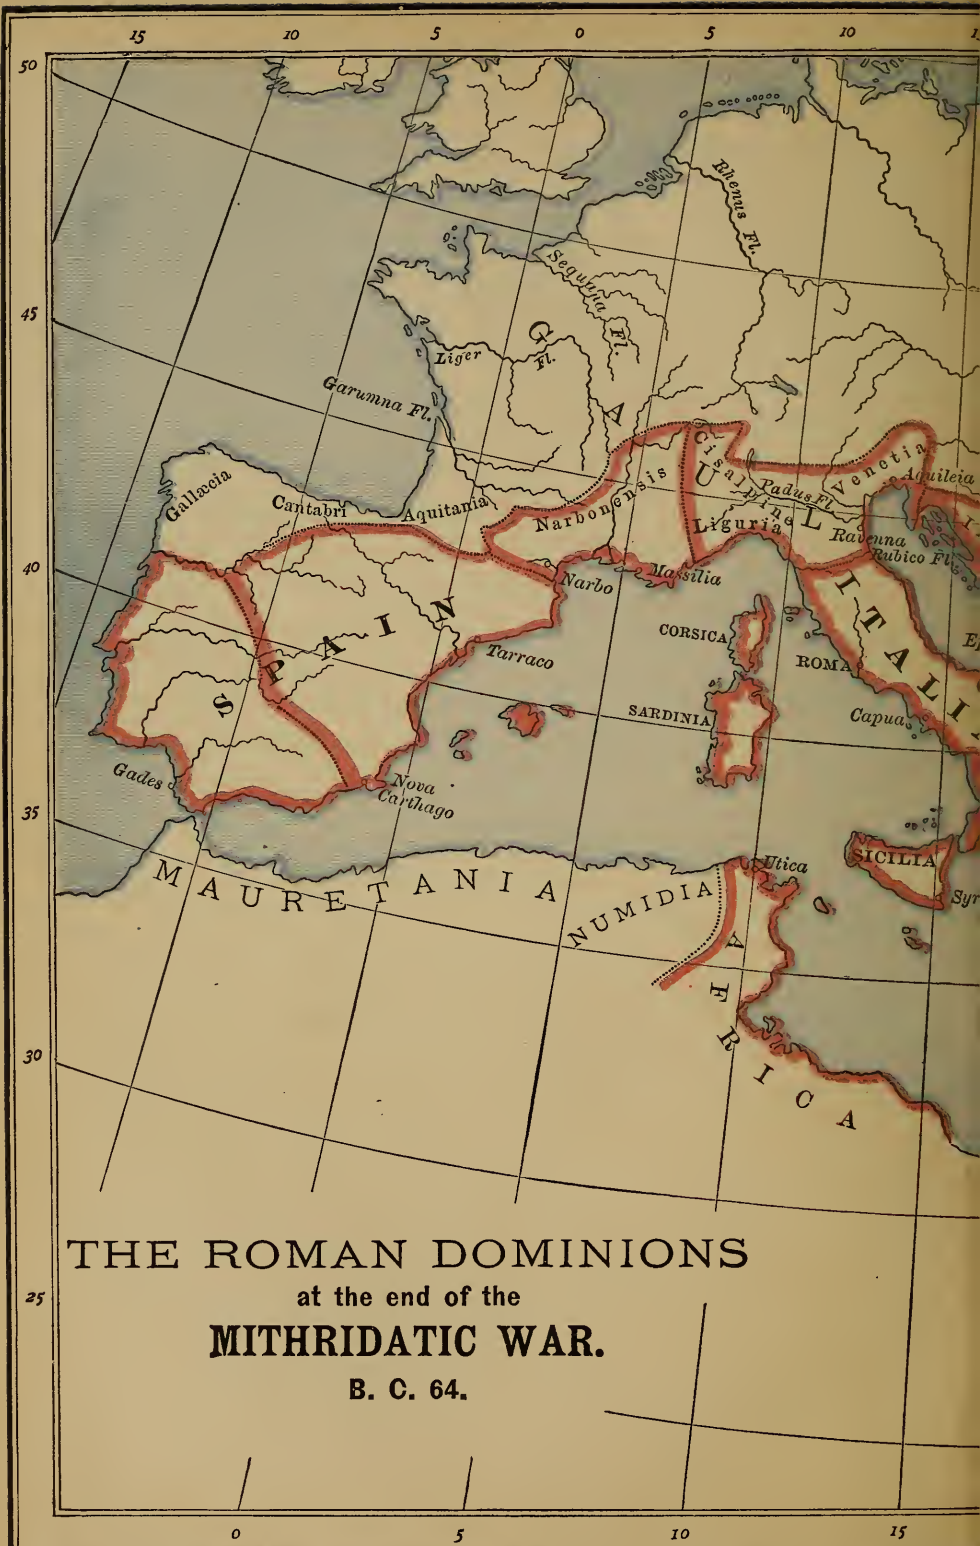 15 10 5 0 5 10
50
45
40
35
30
25
Rhenus Fl.
Sequana Fl.
G A U L
Liger Fl.
Garumna Fl.
Gallæcia
Cantabri
Aquitania
Narbonensis
Cisalpine
Venetia
Aquileia
Padus Fl.
Liguria
Ravenna
Rubico Fl.
Narbo
Massilia
SPAIN
ITALI
CORSICA
ROMA
Tarraco
SARDINIA
Capua
Gades
Nova
Carthago
MAURETANIA
NUMIDIA
Utica
SICILIA
Syr
AFRICA
THE ROMAN DOMINIONS
at the end of the
MITHRIDATIC WAR.
B. C. 64.
0 5 10 15